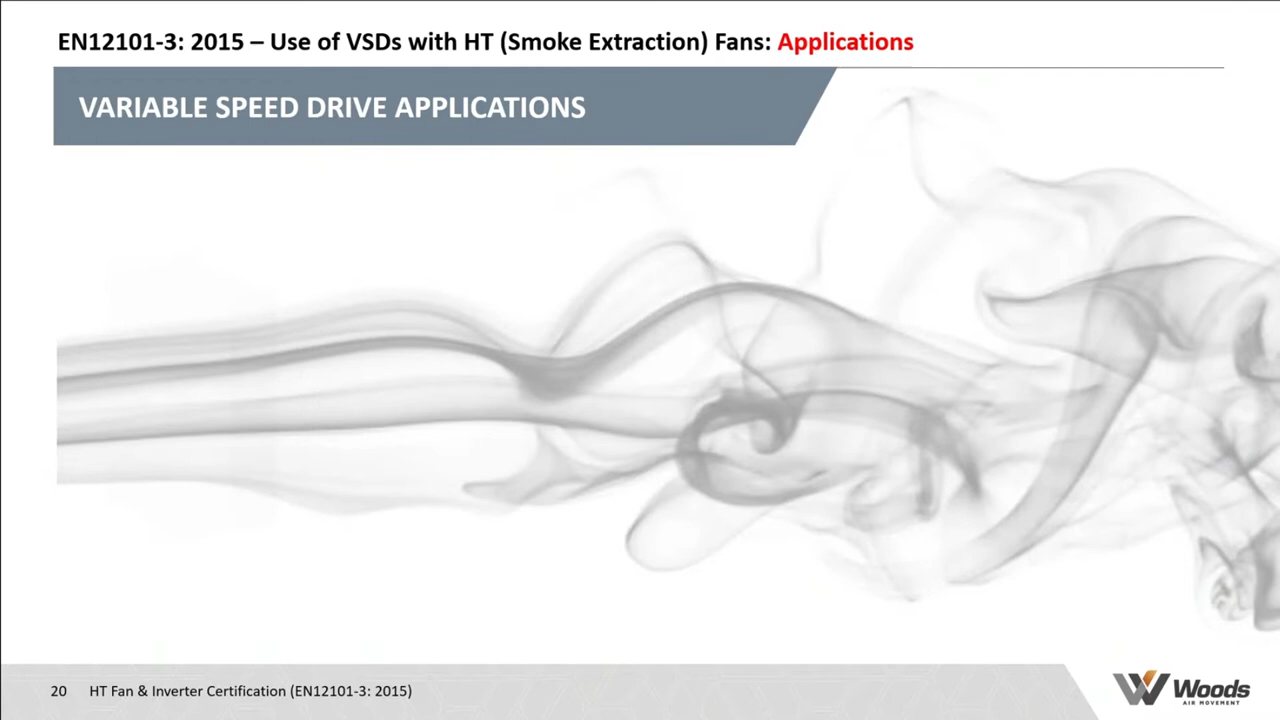 EN12101-3: 2015 – Use of VSDs with HT (Smoke Extraction) Fans: Applications
VARIABLE SPEED DRIVE APPLICATIONS
20 HT Fan & Inverter Certification (EN12101-3: 2015)
Woods
AIR MOVEMENT